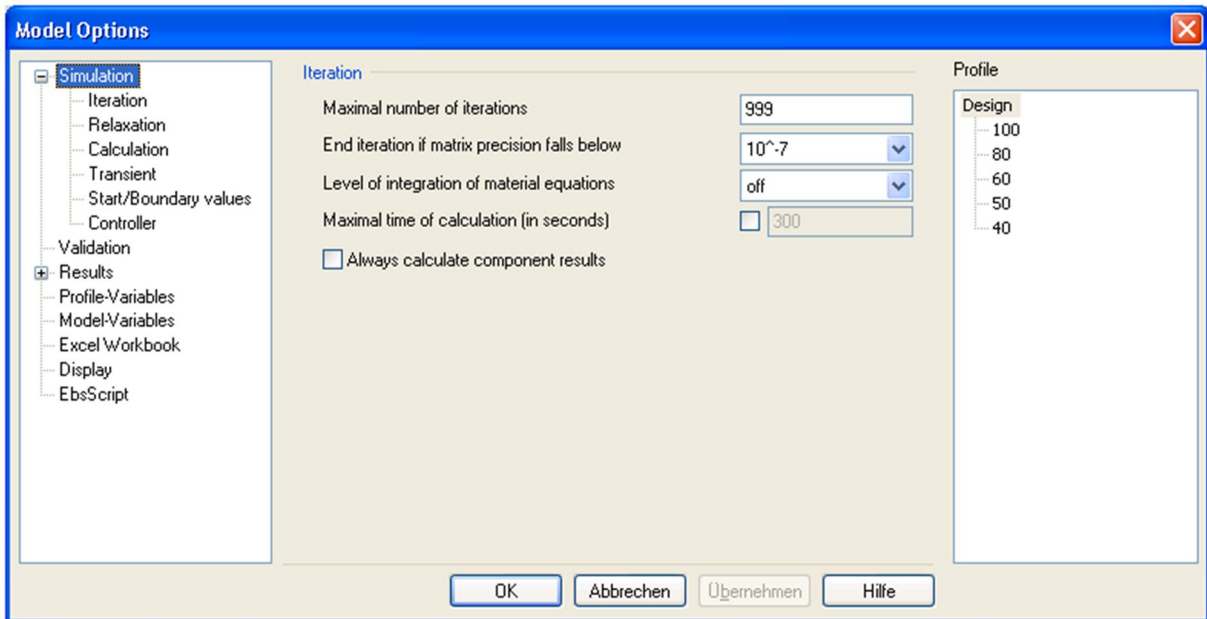 Model Options
Simulation
Iteration
Relaxation
Calculation
Transient
Start/Boundary values
Controller
Validation
Results
Profile-Variables
Model-Variables
Excel Workbook
Display
EbsScript
Iteration
Maximal number of iterations 999
End iteration if matrix precision falls below 10^-7
Level of integration of material equations off
Maximal time of calculation (in seconds) 300
Always calculate component results
Profile
Design
100
80
60
50
40
OK Abbrechen Übernehmen Hilfe